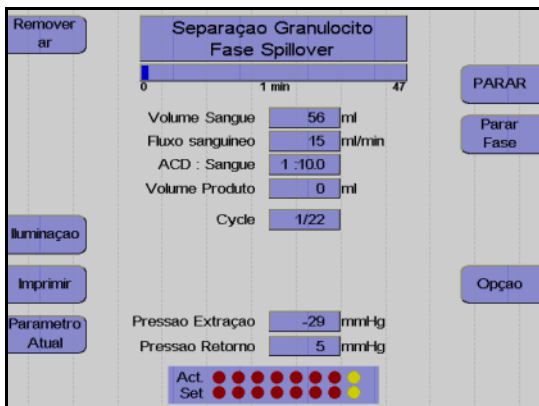 Remover
ar
Separaçao Granulocito
Fase Spillover
0 1 min 47
PARAR
Parar
Fase
Volume Sangue 56 ml
Fluxo sanguineo 15 ml/min
ACD : Sangue 1 :10.0
Volume Produto 0 ml
Cycle 1/22
Iluminaçao
Imprimir
Opçao
Parametro
Atual
Pressao Extraçao -29 mmHg
Pressao Retorno 5 mmHg
Act.
Set